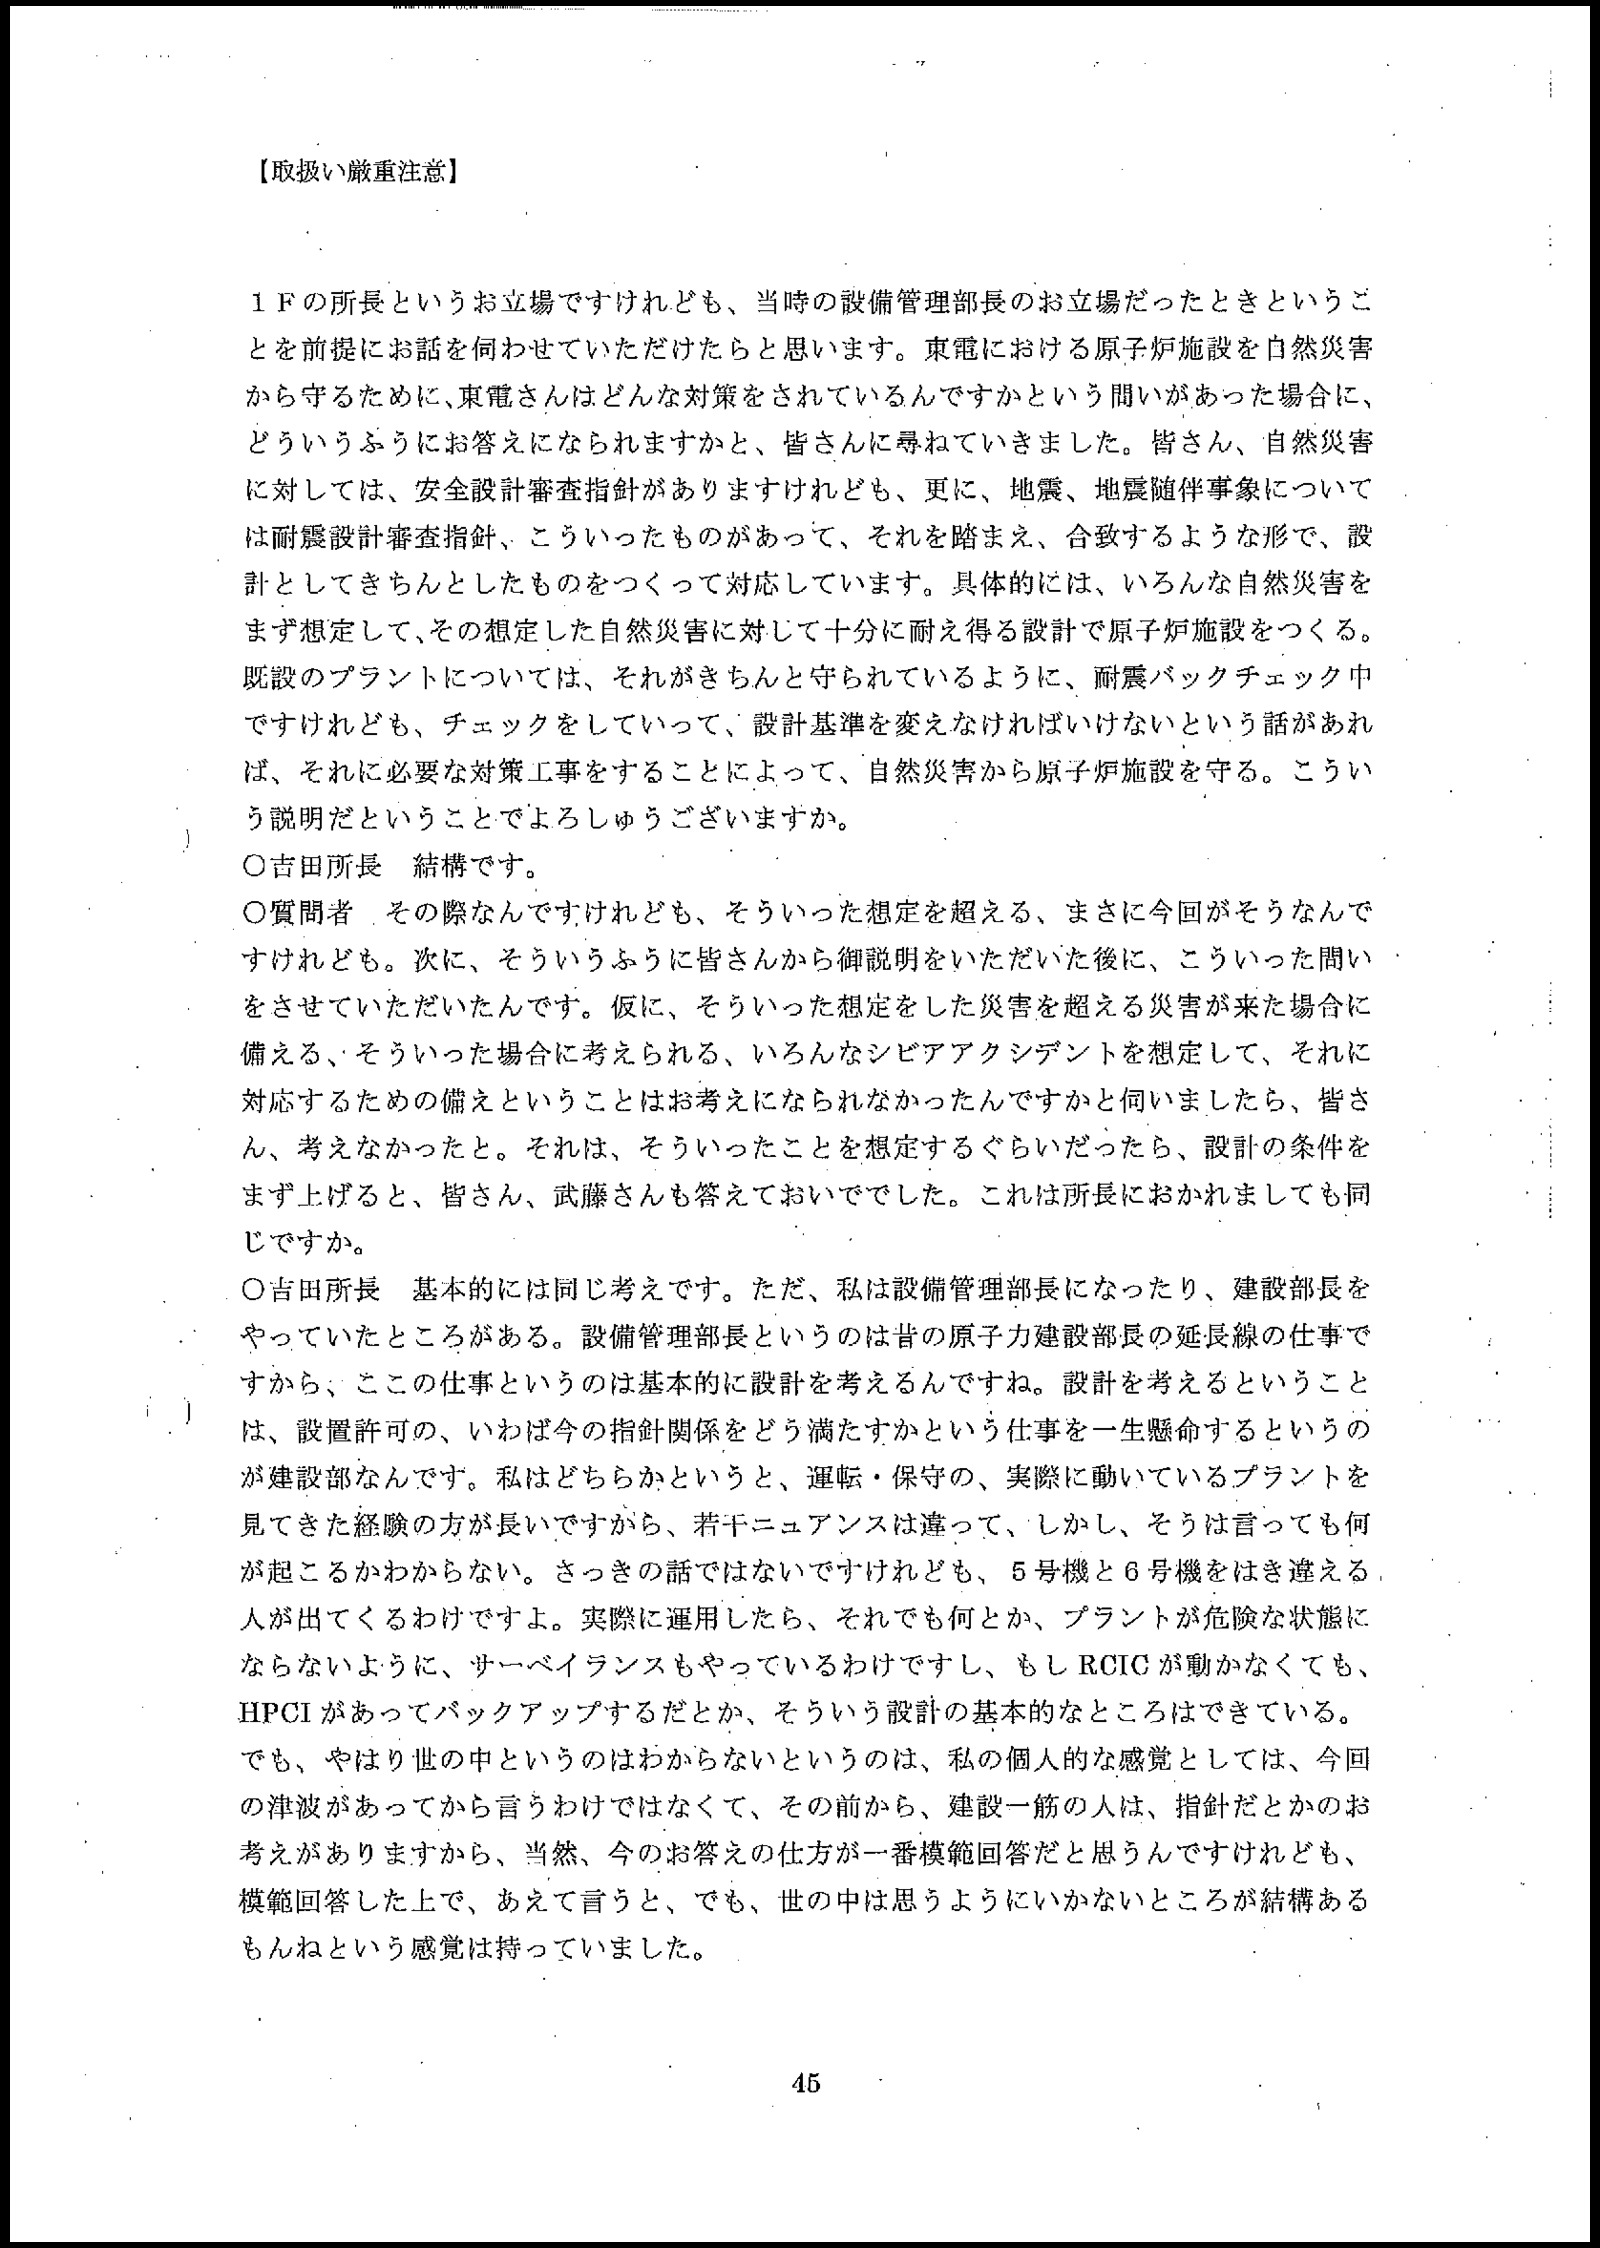 【取扱い厳重注意】
１Ｆの所長というお立場ですけれども、当時の設備管理部長のお立場だったときというこ
とを前提にお話を伺わせていただけたらと思います。東電における原子炉施設を自然災害
から守るために、東電さんはどんな対策をされているんですかという問いがあった場合に、
どういうふうにお答えになられますかと、皆さんに尋ねていきました。皆さん、自然災害
に対しては、安全設計審査指針がありますけれども、更に、地震、地震随伴事象について
は耐震設計審査指針、こういったものがあって、それを踏まえ、合致するような形で、設
計としてきちんとしたものをつくって対応しています。具体的には、いろんな自然災害を
まず想定して、その想定した自然災害に対して十分に耐え得る設計で原子炉施設をつくる。
既設のプラントについては、それがきちんと守られているように、耐震バックチェック中
ですけれども、チェックをしていって、設計基準を変えなければいけないという話があれ
ば、それに必要な対策工事をすることによって、自然災害から原子炉施設を守る。こうい
う説明だということでよろしゅうございますか。
○吉田所長　結構です。
○質問者　その際なんですけれども、そういった想定を超える、まさに今回がそうなんで
すけれども。次に、そういうふうに皆さんから御説明をいただいた後に、こういった問い
をさせていただいたんです。仮に、そういった想定をした災害を超える災害が来た場合に
備える、そういった場合に考えられる、いろんなシビアアクシデントを想定して、それに
対応するための備えということはお考えになられなかったんですかと伺いましたら、皆さ
ん、考えなかったと。それは、そういったことを想定するぐらいだったら、設計の条件を
まず上げると、皆さん、武藤さんも答えておいででした。これは所長におかれましても同
じですか。
○吉田所長　基本的には同じ考えです。ただ、私は設備管理部長になったり、建設部長を
やっていたところがある。設備管理部長というのは昔の原子力建設部長の延長線の仕事で
すから、ここの仕事というのは基本的に設計を考えるんですね。設計を考えるということ
は、設置許可の、いわば今の指針関係をどう満たすかという仕事を一生懸命するというの
が建設部なんです。私はどちらかというと、運転・保守の、実際に動いているプラントを
見てきた経験の方が長いですから、若干ニュアンスは違って、しかし、そうは言っても何
が起こるかわからない。さっきの話ではないですけれども、５号機と６号機をはき違える
人が出てくるわけですよ。実際に運用したら、それでも何とか、プラントが危険な状態に
ならないように、サーベイランスもやっているわけですし、もし RCIC が動かなくても、
HPCI があってバックアップするだとか、そういう設計の基本的なところはできている。
でも、やはり世の中というのはわからないというのは、私の個人的な感覚としては、今回
の津波があってから言うわけではなくて、その前から、建設一筋の人は、指針だとかのお
考えがありますから、当然、今のお答えの仕方が一番模範回答だと思うんですけれども、
模範回答した上で、あえて言うと、でも、世の中は思うようにいかないところが結構ある
もんねという感覚は持っていました。
45